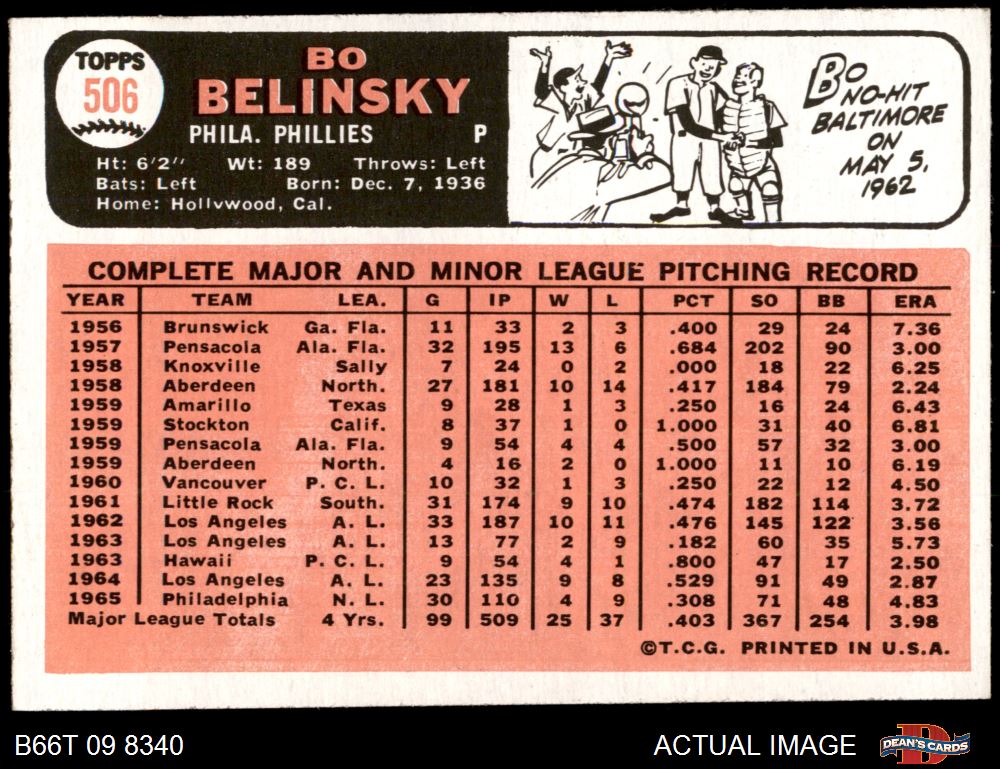 TOPPS
506
BO
BELINSKY
PHILA. PHILLIES P
Ht: 6'2" Wt: 189 Throws: Left
Bats: Left Born: Dec. 7, 1936
Home: Hollywood, Cal.
BO
NO-HIT
BALTIMORE
ON
MAY 5,
1962
COMPLETE MAJOR AND MINOR LEAGUE PITCHING RECORD
YEAR TEAM LEA. G IP W L PCT SO BB ERA
1956 Brunswick Ga. Fla. 11 33 2 3 .400 29 24 7.36
1957 Pensacola Ala. Fla. 32 195 13 6 .684 202 90 3.00
1958 Knoxville Sally 7 24 0 2 .000 18 22 6.25
1958 Aberdeen North. 27 181 10 14 .417 184 79 2.24
1959 Amarillo Texas 9 28 1 3 .250 16 24 6.43
1959 Stockton Calif. 8 37 1 0 1.000 31 40 6.81
1959 Pensacola Ala. Fla. 9 54 4 4 .500 57 32 3.00
1959 Aberdeen North. 4 16 2 0 1.000 11 10 6.19
1960 Vancouver P. C. L. 10 32 1 3 .250 22 12 4.50
1961 Little Rock South. 31 174 9 10 .474 182 114 3.72
1962 Los Angeles A. L. 33 187 10 11 .476 145 122 3.56
1963 Los Angeles A. L. 13 77 2 9 .182 60 35 5.73
1963 Hawaii P. C. L. 9 54 4 1 .800 47 17 2.50
1964 Los Angeles A. L. 23 135 9 8 .529 91 49 2.87
1965 Philadelphia N. L. 30 110 4 9 .308 71 48 4.83
Major League Totals 4 Yrs. 99 509 25 37 .403 367 254 3.98
©T.C.G. PRINTED IN U.S.A.
B66T 09 8340 ACTUAL IMAGE DEAN'S CARDS